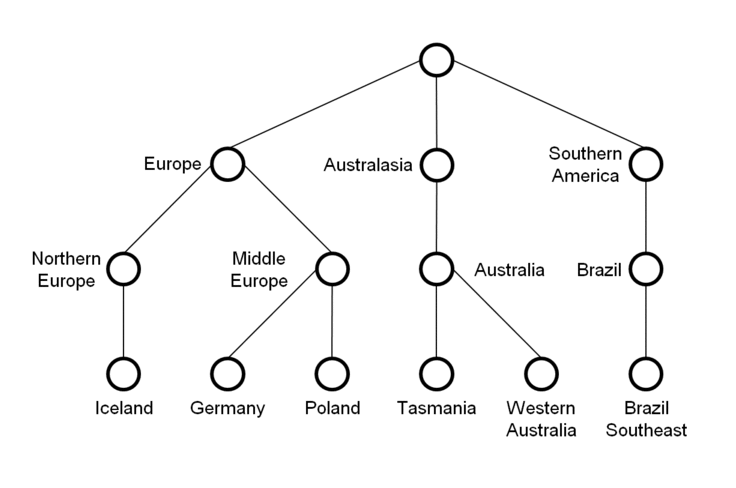 Europe
Australasia
Southern
America
Northern
Europe
Middle
Europe
Australia
Brazil
Iceland
Germany
Poland
Tasmania
Western
Australia
Brazil
Southeast